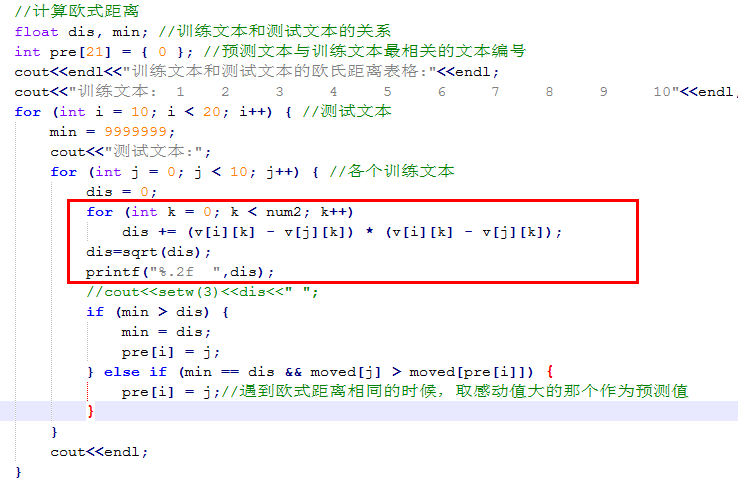 //计算欧式距离
float dis, min; //训练文本和测试文本的关系
int pre[21] = { 0 }; //预测文本与训练文本最相关的文本编号
cout<<endl<<"训练文本和测试文本的欧氏距离表格:"<<endl;
cout<<"训练文本:  1    2    3    4    5    6    7    8    9    10"<<endl
for (int i = 10; i < 20; i++) { //测试文本
    min = 9999999;
    cout<<"测试文本:";
    for (int j = 0; j < 10; j++) { //各个训练文本
        dis = 0;
        for (int k = 0; k < num2; k++)
            dis += (v[i][k] - v[j][k]) * (v[i][k] - v[j][k]);
        dis=sqrt(dis);
        printf("%.2f  ",dis);
        //cout<<setw(3)<<dis<<" ";
        if (min > dis) {
            min = dis;
            pre[i] = j;
        } else if (min == dis && moved[j] > moved[pre[i]]) {
            pre[i] = j;//遇到欧式距离相同的时候，取感动值大的那个作为预测值
        }
    }
    cout<<endl;
}